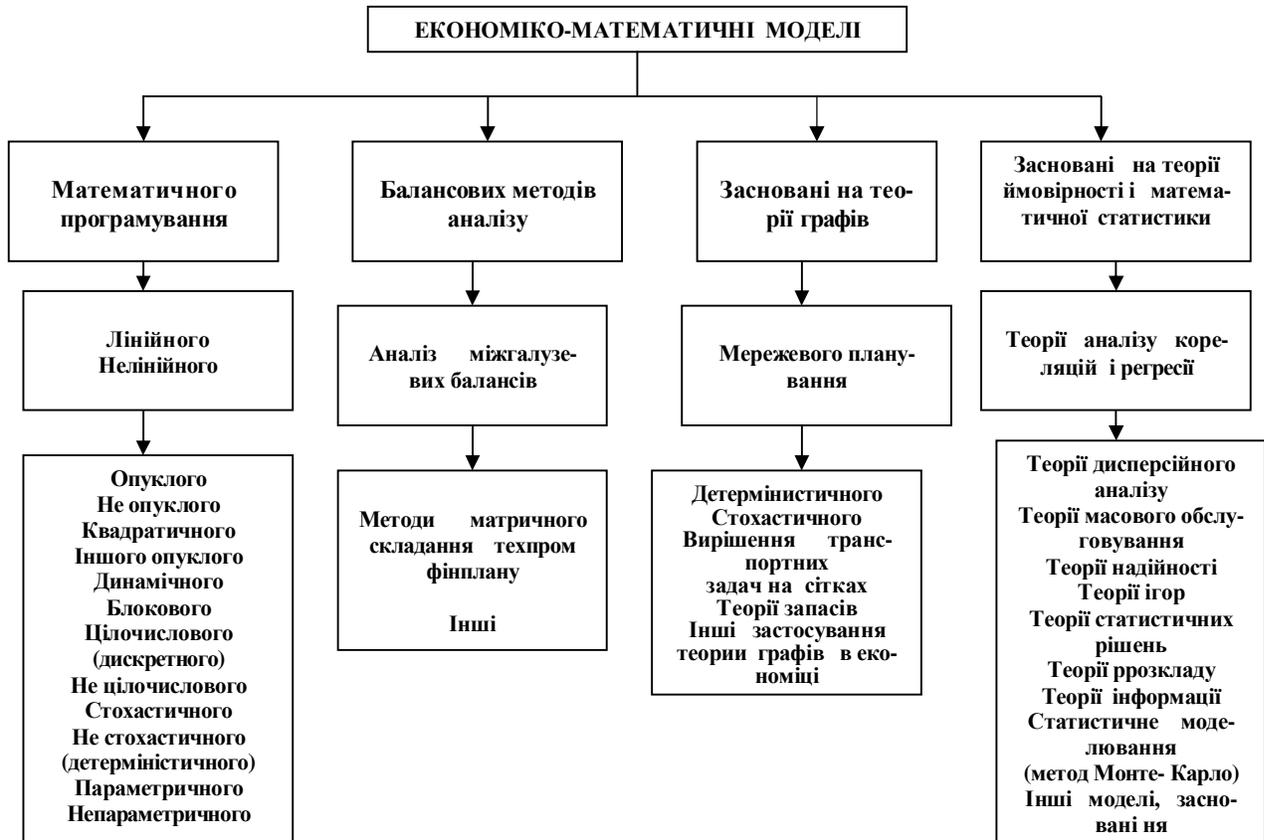 ЕКОНОМІКО-МАТЕМАТИЧНІ МОДЕЛІ
Математичного
програмування
Балансових методів
аналізу
Засновані на тео-
рії графів
Засновані на теорії
ймовірності і матема-
тичної статистики
Лінійного
Нелінійного
Аналіз міжгалузе-
вих балансів
Мережевого плану-
вання
Теорії аналізу коре-
ляцій і регресії
Опуклого
Не опуклого
Квадратичного
Іншого опуклого
Динамічного
Блокового
Цілочислового
(дискретного)
Не цілочислового
Стохастичного
Не стохастичного
(детерміністичного)
Параметричного
Непараметричного
Методи матричного
складання техпром
фінплану
Інші
Детерміністичного
Стохастичного
Вирішення транс-
портних
задач на сітках
Теорії запасів
Інші застосування
теории графів в еко-
номіці
Теорії дисперсійного
аналізу
Теорії масового обслу-
говування
Теорії надійності
Теорії ігор
Теорії статистичних
рішень
Теорії ррозкладу
Теорії інформації
Статистичне моде-
лювання
(метод Монте- Карло)
Інші моделі, засно-
вані ня